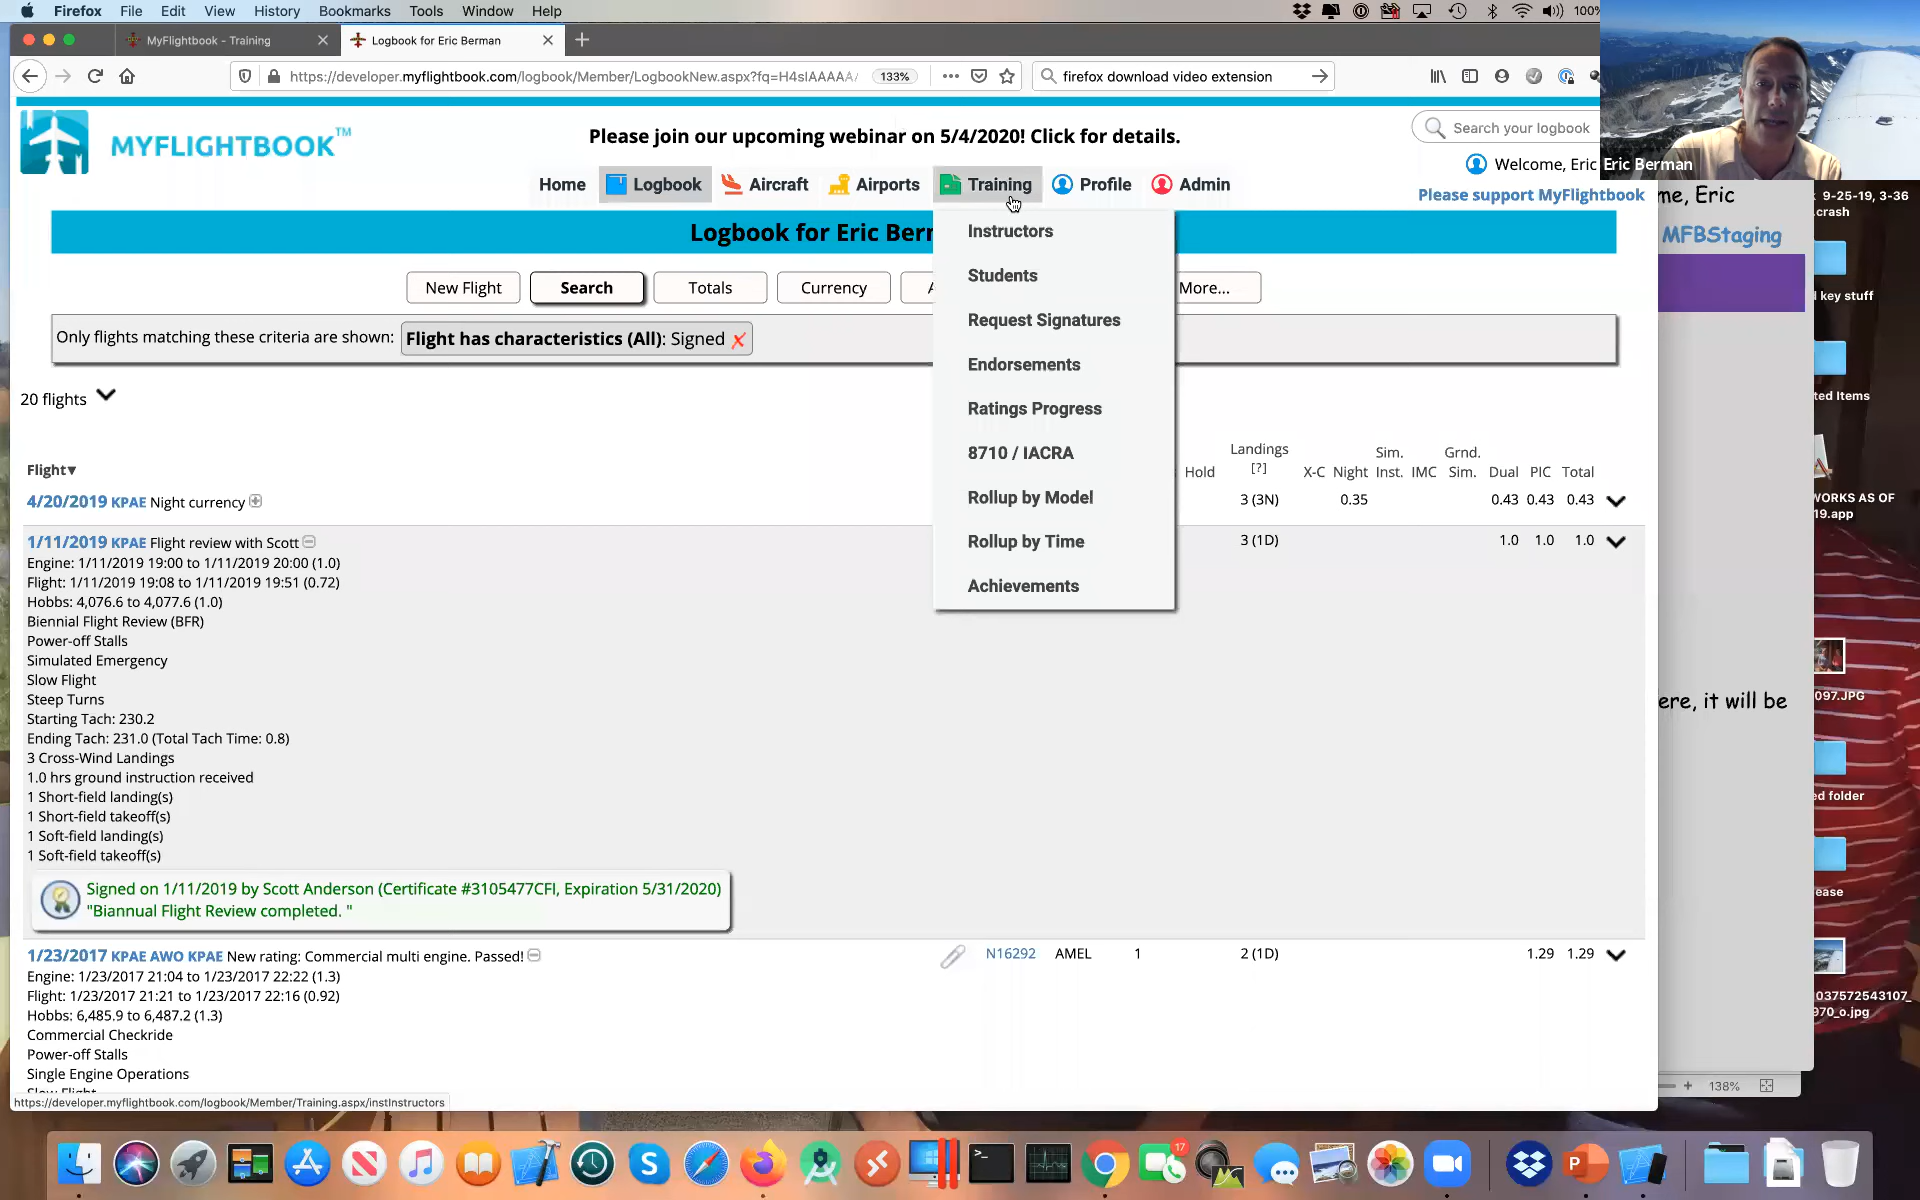 Firefox File Edit View History Bookmarks Tools Window Help
100%
MyFlightbook - Training
Logbook for Eric Berman
https://developer.myflightbook.com/logbook/Member/LogbookNew.aspx?fq=H4sIAAAAA
133%
firefox download video extension
MYFLIGHTBOOK™
Please join our upcoming webinar on 5/4/2020! Click for details.
Search your logbook
Welcome, Eric
Eric Berman
Home Logbook Aircraft Airports Training Profile Admin
Please support MyFlightbook
me, Eric
MFBStaging
9-25-19, 3-36
.crash
Logbook for Eric Berr
Instructors
Students
Request Signatures
Endorsements
Ratings Progress
8710 / IACRA
Rollup by Model
Rollup by Time
Achievements
New Flight Search Totals Currency A More...
key stuff
Only flights matching these criteria are shown: Flight has characteristics (All): Signed
20 flights
ted Items
Flight▾ Hold Landings [?] X-C Night Sim. Inst. IMC Grnd. Sim. Dual PIC Total
4/20/2019 KPAE Night currency 3 (3N) 0.35 0.43 0.43 0.43
WORKS AS OF
19.app
1/11/2019 KPAE Flight review with Scott 3 (1D) 1.0 1.0 1.0
Engine: 1/11/2019 19:00 to 1/11/2019 20:00 (1.0)
Flight: 1/11/2019 19:08 to 1/11/2019 19:51 (0.72)
Hobbs: 4,076.6 to 4,077.6 (1.0)
Biennial Flight Review (BFR)
Power-off Stalls
Simulated Emergency
Slow Flight
Steep Turns
Starting Tach: 230.2
Ending Tach: 231.0 (Total Tach Time: 0.8)
3 Cross-Wind Landings
1.0 hrs ground instruction received
1 Short-field landing(s)
1 Short-field takeoff(s)
1 Soft-field landing(s)
1 Soft-field takeoff(s)
097.JPG
ere, it will be
ed folder
ease
Signed on 1/11/2019 by Scott Anderson (Certificate #3105477CFI, Expiration 5/31/2020)
"Biannual Flight Review completed. "
1/23/2017 KPAE AWO KPAE New rating: Commercial multi engine. Passed! N16292 AMEL 1 2 (1D) 1.29 1.29
Engine: 1/23/2017 21:04 to 1/23/2017 22:22 (1.3)
Flight: 1/23/2017 21:21 to 1/23/2017 22:16 (0.92)
Hobbs: 6,485.9 to 6,487.2 (1.3)
Commercial Checkride
Power-off Stalls
Single Engine Operations
Slow Flight
037572543107_
970_o.jpg
138%
https://developer.myflightbook.com/logbook/Member/Training.aspx/instInstructors
17